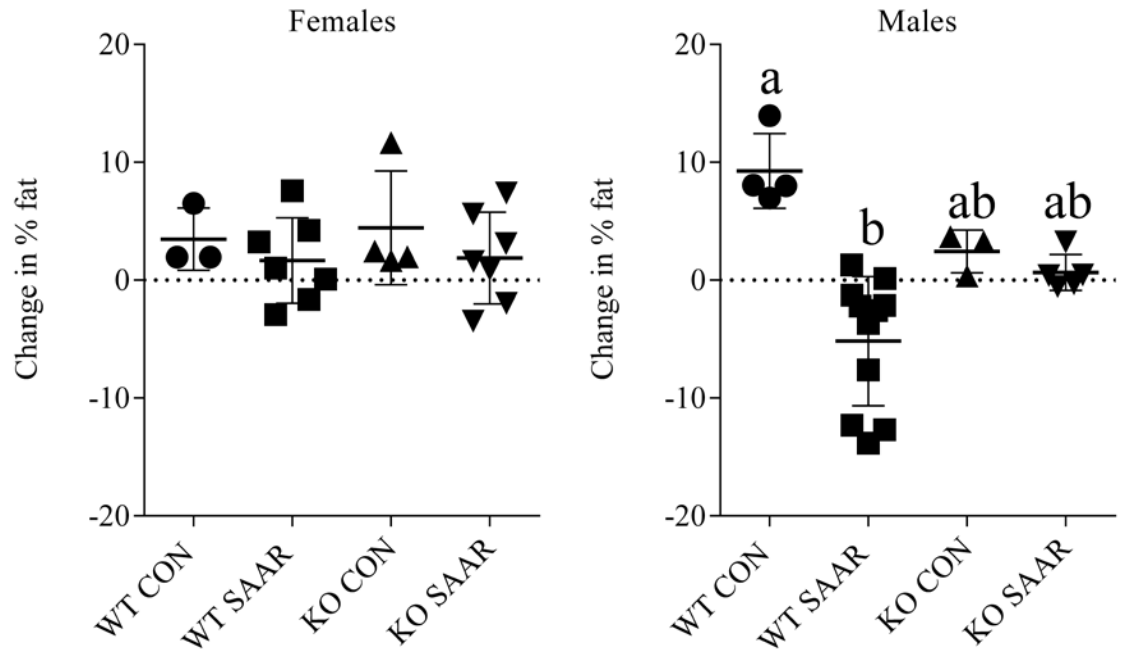 Females
Change in % fat
20
10
0
-10
-20
WT CON
WT SAAR
KO CON
KO SAAR
Males
Change in % fat
20
10
0
-10
-20
a
b
ab
ab
WT CON
WT SAAR
KO CON
KO SAAR